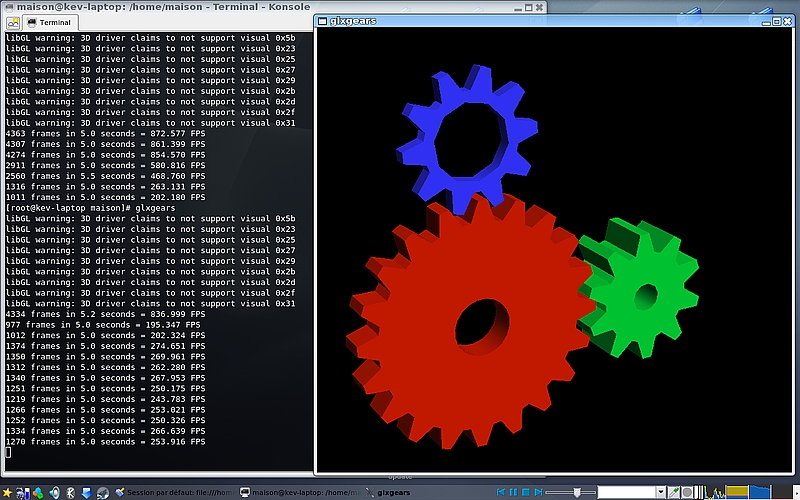 maison@kev-laptop: /home/maison - Terminal - Konsole
Terminal
libGL warning: 3D driver claims to not support visual 0x5b
libGL warning: 3D driver claims to not support visual 0x23
libGL warning: 3D driver claims to not support visual 0x25
libGL warning: 3D driver claims to not support visual 0x27
libGL warning: 3D driver claims to not support visual 0x29
libGL warning: 3D driver claims to not support visual 0x2b
libGL warning: 3D driver claims to not support visual 0x2d
libGL warning: 3D driver claims to not support visual 0x2f
libGL warning: 3D driver claims to not support visual 0x31
4363 frames in 5.0 seconds = 872.577 FPS
4307 frames in 5.0 seconds = 861.399 FPS
4274 frames in 5.0 seconds = 854.570 FPS
2911 frames in 5.0 seconds = 580.816 FPS
2560 frames in 5.5 seconds = 468.760 FPS
1316 frames in 5.0 seconds = 263.131 FPS
1011 frames in 5.0 seconds = 202.180 FPS
[root@kev-laptop maison]# glxgears
libGL warning: 3D driver claims to not support visual 0x5b
libGL warning: 3D driver claims to not support visual 0x23
libGL warning: 3D driver claims to not support visual 0x25
libGL warning: 3D driver claims to not support visual 0x27
libGL warning: 3D driver claims to not support visual 0x29
libGL warning: 3D driver claims to not support visual 0x2b
libGL warning: 3D driver claims to not support visual 0x2d
libGL warning: 3D driver claims to not support visual 0x2f
libGL warning: 3D driver claims to not support visual 0x31
4334 frames in 5.2 seconds = 836.999 FPS
977 frames in 5.0 seconds = 195.347 FPS
1012 frames in 5.0 seconds = 202.324 FPS
1374 frames in 5.0 seconds = 274.651 FPS
1350 frames in 5.0 seconds = 269.961 FPS
1312 frames in 5.0 seconds = 262.280 FPS
1340 frames in 5.0 seconds = 267.953 FPS
1251 frames in 5.0 seconds = 250.175 FPS
1219 frames in 5.0 seconds = 243.783 FPS
1266 frames in 5.0 seconds = 253.021 FPS
1252 frames in 5.0 seconds = 250.326 FPS
1334 frames in 5.0 seconds = 266.639 FPS
1270 frames in 5.0 seconds = 253.916 FPS
glxgears
update
Session par défaut: file:///hom
maison@kev-laptop: /home/ma
glxgears